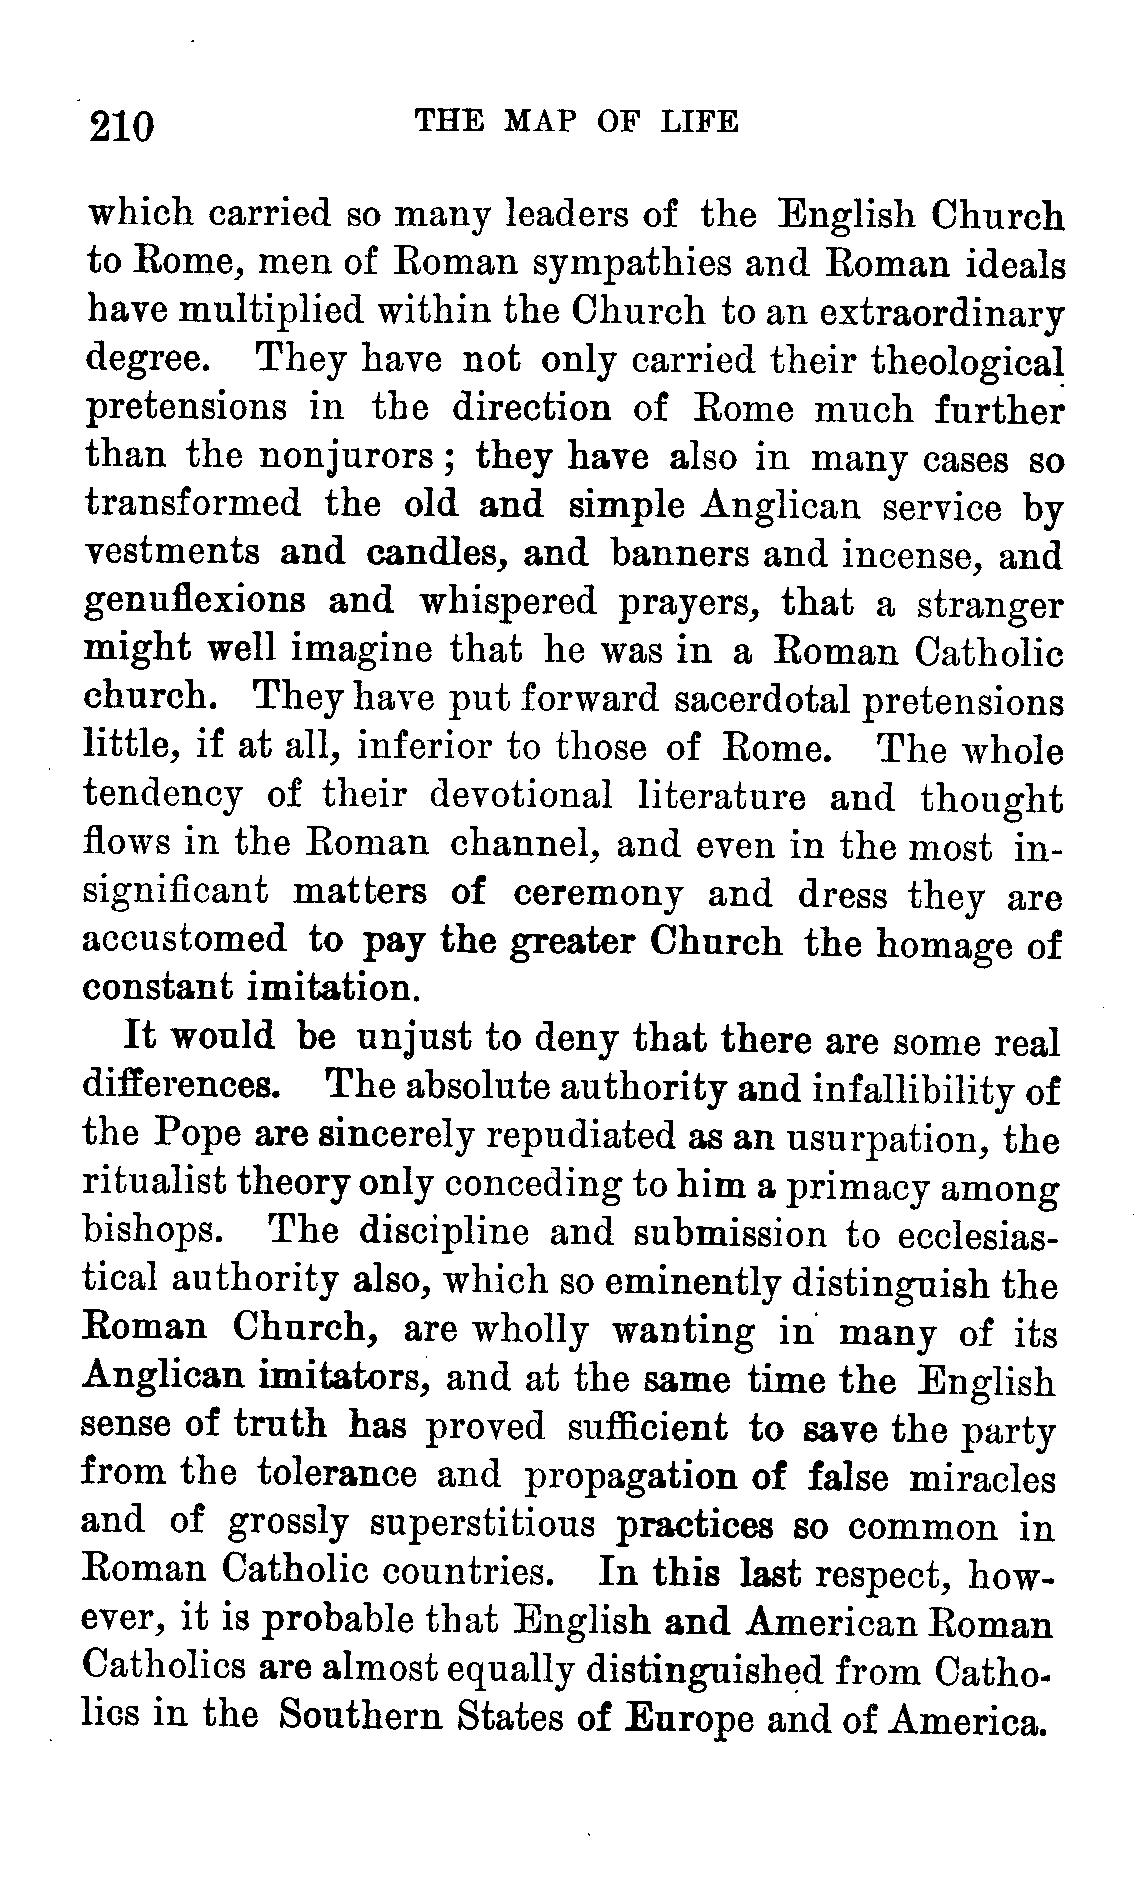 210 THE MAP OF LIFE
which carried so many leaders of the English Church
to Rome, men of Roman sympathies and Roman ideals
have multiplied within the Church to an extraordinary
degree. They have not only carried their theological
pretensions in the direction of Rome much further
than the nonjurors; they have also in many cases so
transformed the old and simple Anglican service by
vestments and candles, and banners and incense, and
genuflexions and whispered prayers, that a stranger
might well imagine that he was in a Roman Catholic
church. They have put forward sacerdotal pretensions
little, if at all, inferior to those of Rome. The whole
tendency of their devotional literature and thought
flows in the Roman channel, and even in the most in-
significant matters of ceremony and dress they are
accustomed to pay the greater Church the homage of
constant imitation.
It would be unjust to deny that there are some real
differences. The absolute authority and infallibility of
the Pope are sincerely repudiated as an usurpation, the
ritualist theory only conceding to him a primacy among
bishops. The discipline and submission to ecclesias-
tical authority also, which so eminently distinguish the
Roman Church, are wholly wanting in many of its
Anglican imitators, and at the same time the English
sense of truth has proved sufficient to save the party
from the tolerance and propagation of false miracles
and of grossly superstitious practices so common in
Roman Catholic countries. In this last respect, how-
ever, it is probable that English and American Roman
Catholics are almost equally distinguished from Catho-
lics in the Southern States of Europe and of America.